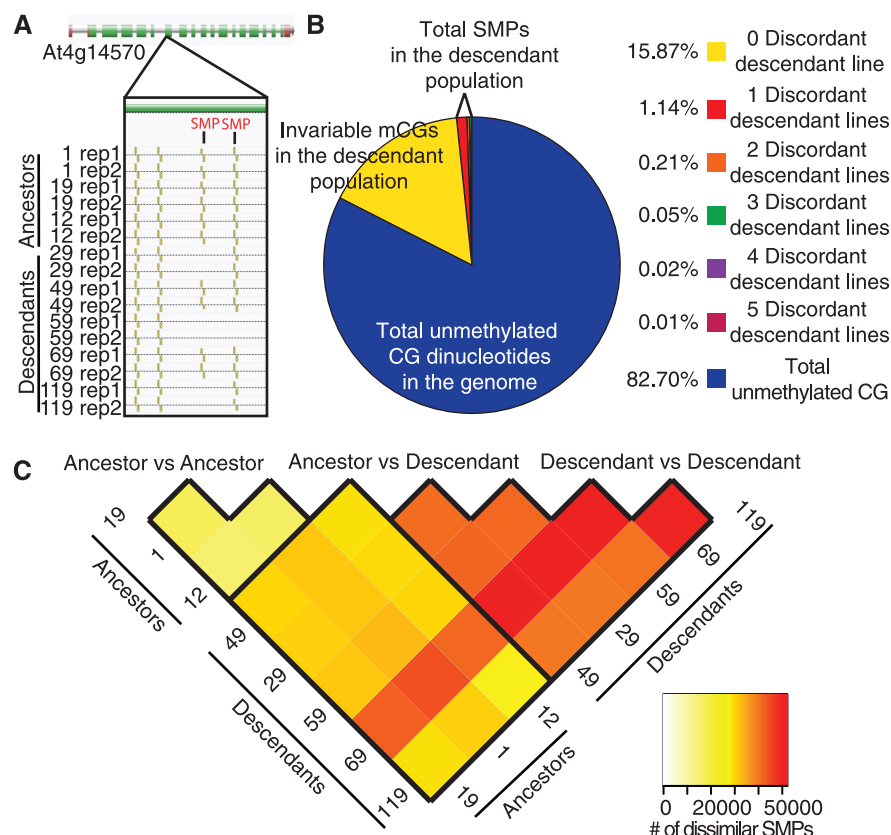 A
At4g14570
SMP SMP
Ancestors
1 rep1
1 rep2
19 rep1
19 rep2
12 rep1
12 rep2
Descendants
29 rep1
29 rep2
49 rep1
49 rep2
59 rep1
59 rep2
69 rep1
69 rep2
119 rep1
119 rep2
B
Total SMPs
in the descendant
population
Invariable mCGs
in the descendant
population
Total unmethylated
CG dinucleotides
in the genome
15.87% 0 Discordant
descendant line
1.14% 1 Discordant
descendant lines
0.21% 2 Discordant
descendant lines
0.05% 3 Discordant
descendant lines
0.02% 4 Discordant
descendant lines
0.01% 5 Discordant
descendant lines
82.70% Total
unmethylated CG
C
Ancestor vs Ancestor
Ancestor vs Descendant
Descendant vs Descendant
19
1
12
Ancestors
49
29
59
69
119
Descendants
19
1
12
Ancestors
49
29
59
69
119
Descendants
0 20000 50000
# of dissimilar SMPs